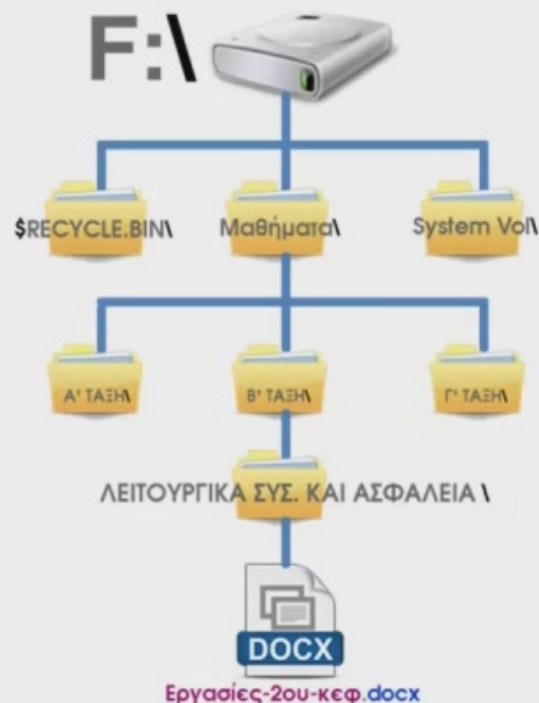 F:\
$RECYCLE.BIN\ Μαθήματα\ System Vol\
Α' ΤΑΞΗ\ Β' ΤΑΞΗ\ Γ' ΤΑΞΗ\
ΛΕΙΤΟΥΡΓΙΚΑ ΣΥΣ. ΚΑΙ ΑΣΦΑΛΕΙΑ \
DOCX
Εργασίες-2ου-κεφ.docx